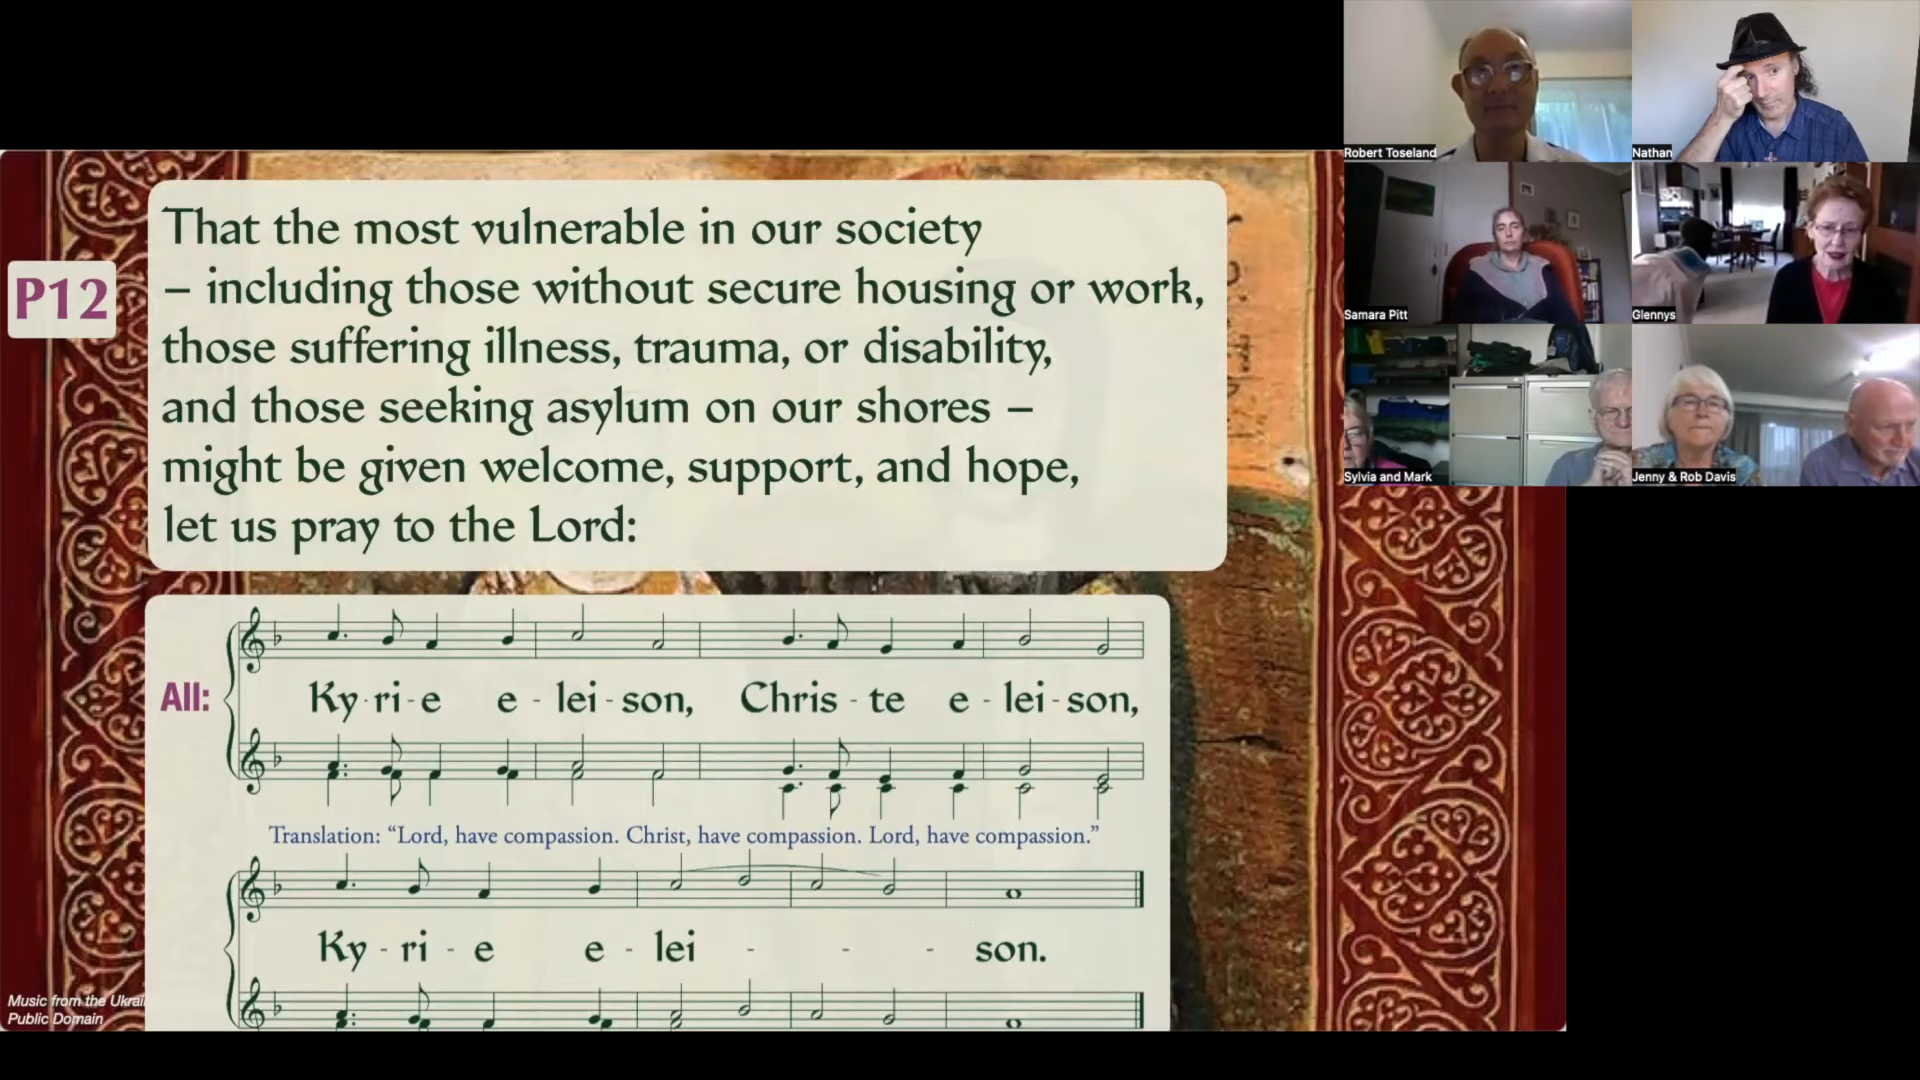 P12
That the most vulnerable in our society
– including those without secure housing or work,
those suffering illness, trauma, or disability,
and those seeking asylum on our shores –
might be given welcome, support, and hope,
let us pray to the Lord:
All:
Ky-ri-e e-lei-son, Chris-te e-lei-son,
Translation: “Lord, have compassion. Christ, have compassion. Lord, have compassion.”
Ky-ri-e e-lei - - - son.
Music from the Ukrai
Public Domain
Robert Toseland
Nathan
Samara Pitt
Glennys
Sylvia and Mark
Jenny & Rob Davis